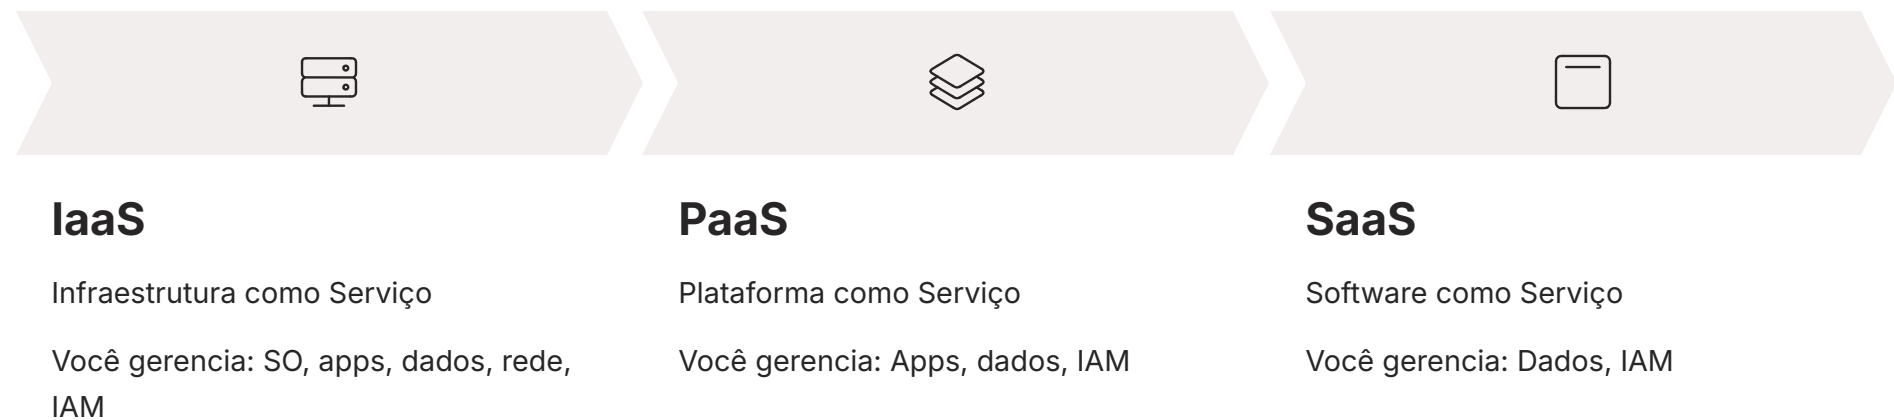 IaaS
Infraestrutura como Serviço
Você gerencia: SO, apps, dados, rede,
IAM
PaaS
Plataforma como Serviço
Você gerencia: Apps, dados, IAM
SaaS
Software como Serviço
Você gerencia: Dados, IAM